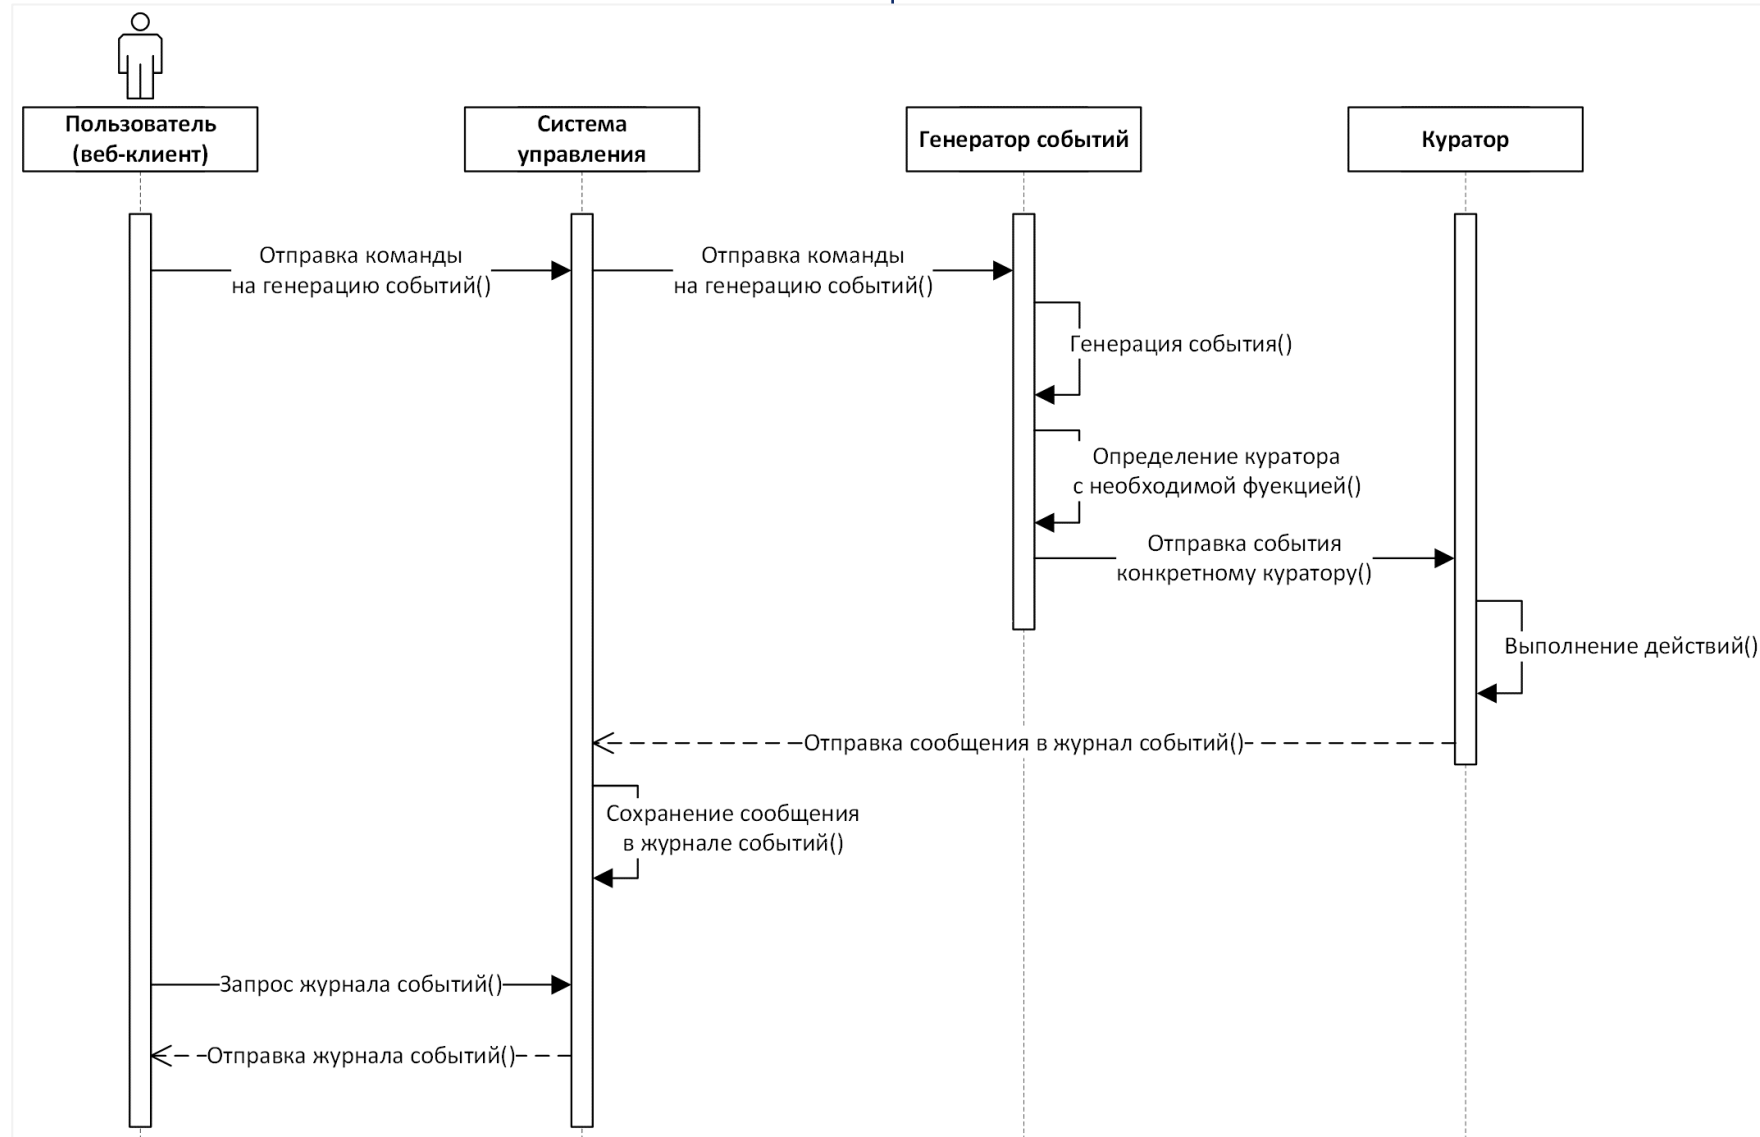 Пользователь
(веб-клиент)
Система
управления
Генератор событий
Куратор
Отправка команды
на генерацию событий()
Отправка команды
на генерацию событий()
Генерация события()
Определение куратора
с необходимой фуекцией()
Отправка события
конкретному куратору()
Выполнение действий()
Отправка сообщения в журнал событий()
Сохранение сообщения
в журнале событий()
Запрос журнала событий()
Отправка журнала событий()